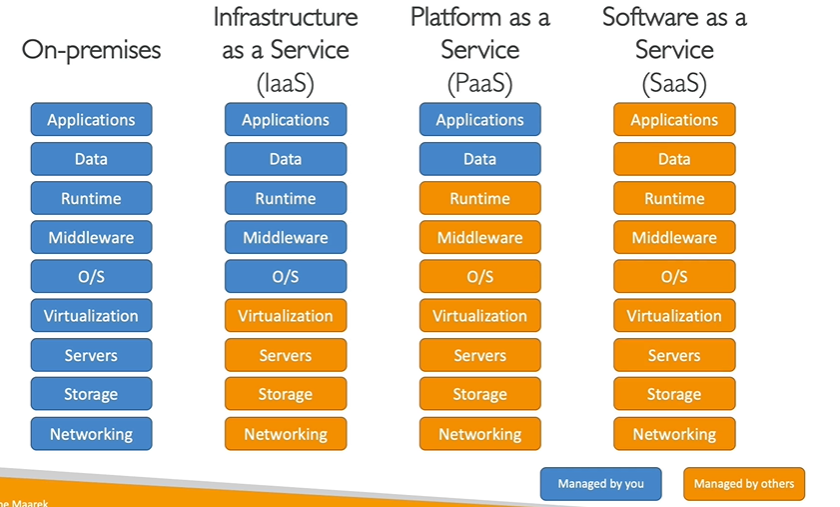 On-premises
Infrastructure
as a Service
(IaaS)
Platform as a
Service
(PaaS)
Software as a
Service
(SaaS)
Applications
Data
Runtime
Middleware
O/S
Virtualization
Servers
Storage
Networking
Applications
Data
Runtime
Middleware
O/S
Virtualization
Servers
Storage
Networking
Applications
Data
Runtime
Middleware
O/S
Virtualization
Servers
Storage
Networking
Applications
Data
Runtime
Middleware
O/S
Virtualization
Servers
Storage
Networking
Managed by you
Managed by others
Maarek